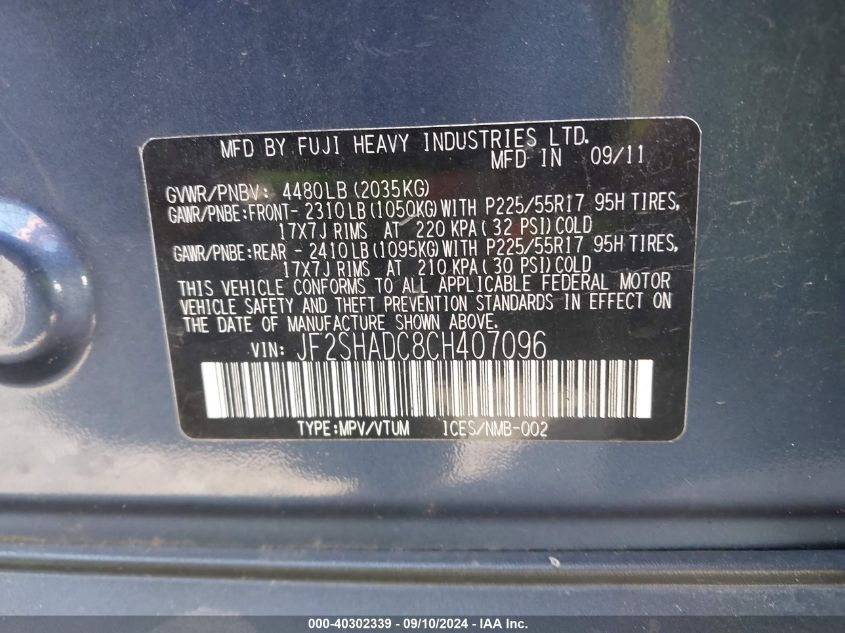 MFD BY FUJI HEAVY INDUSTRIES LTD.
MFD IN 09/11
GVWR/PNBV: 4480LB (2035KG)
GAWR/PNBE:FRONT- 2310LB (1050KG) WITH P225/55R17 95H TIRES,
17X7J RIMS AT 220 KPA( 32 PSI) COLD
GAWR/PNBE:REAR - 2410LB (1095KG) WITH P225/55R17 95H TIRES,
17X7J RIMS AT 210 KPA( 30 PSI) COLD
THIS VEHICLE CONFORMS TO ALL APPLICABLE FEDERAL MOTOR
VEHICLE SAFETY AND THEFT PREVENTION STANDARDS IN EFFECT ON
THE DATE OF MANUFACTURE SHOWN ABOVE.
VIN: JF2SHADC8CH407096
TYPE:MPV/VTUM ICES/NMB-002
000-40302339 - 09/10/2024 - IAA Inc.